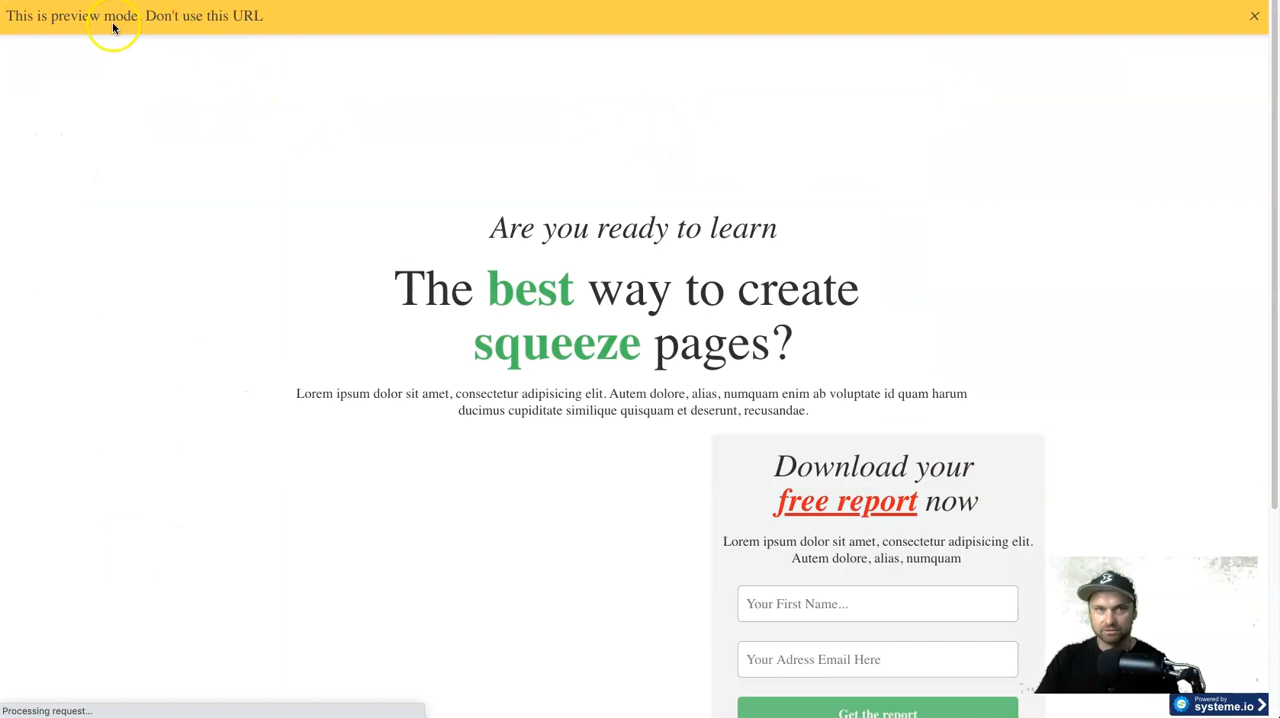 This is preview mode. Don't use this URL
Are you ready to learn
The best way to create
squeeze pages?
Lorem ipsum dolor sit amet, consectetur adipisicing elit. Autem dolore, alias, numquam enim ab voluptate id quam harum
ducimus cupiditate similique quisquam et deserunt, recusandae.
Download your
free report now
Lorem ipsum dolor sit amet, consectetur adipisicing elit.
Autem dolore, alias, numquam
Your First Name...
Your Adress Email Here
Get the report
Processing request...
Powered by
systeme.io